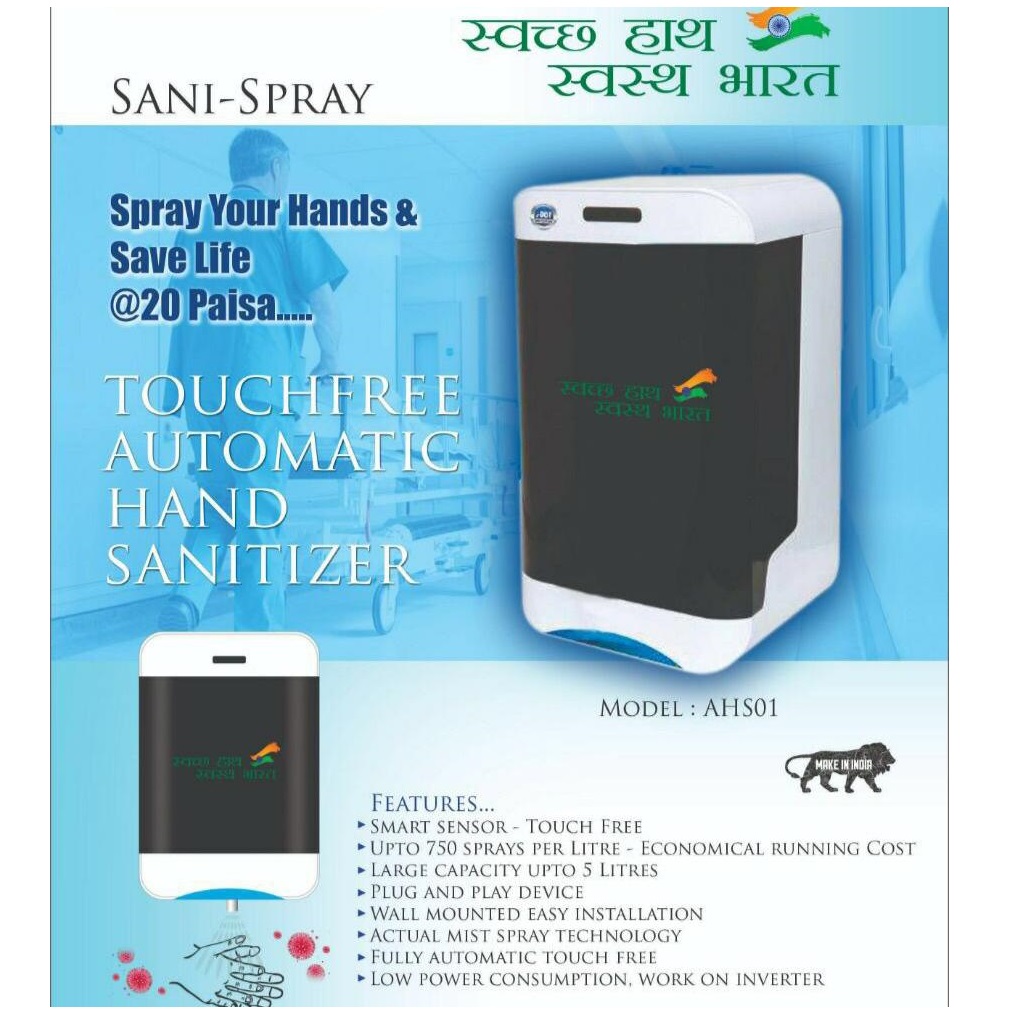 स्वच्छ हाथ
स्वस्थ भारत
SANI-SPRAY
Spray Your Hands &
Save Life
@20 Paisa.....
TOUCHFREE
AUTOMATIC
HAND
SANITIZER
स्वच्छ हाथ
स्वस्थ भारत
MODEL : AHS01
MAKE IN INDIA
स्वच्छ हाथ
स्वस्थ भारत
FEATURES...
SMART SENSOR - TOUCH FREE
UPTO 750 SPRAYS PER LITRE - ECONOMICAL RUNNING COST
LARGE CAPACITY UPTO 5 LITRES
PLUG AND PLAY DEVICE
WALL MOUNTED EASY INSTALLATION
ACTUAL MIST SPRAY TECHNOLOGY
FULLY AUTOMATIC TOUCH FREE
LOW POWER CONSUMPTION, WORK ON INVERTER